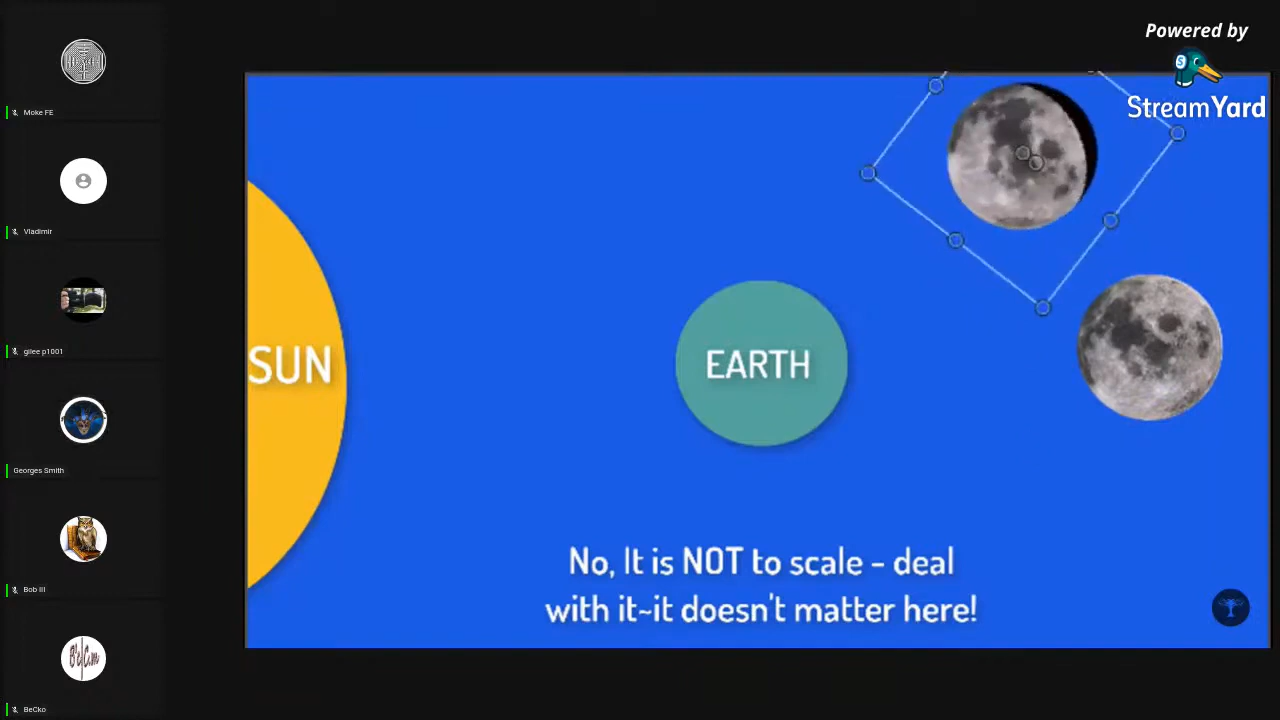 Powered by
StreamYard
Moke FE
Vladimir
gilee p1001
Georges Smith
Bob III
BeCko
SUN
EARTH
No, It is NOT to scale - deal
with it~it doesn't matter here!